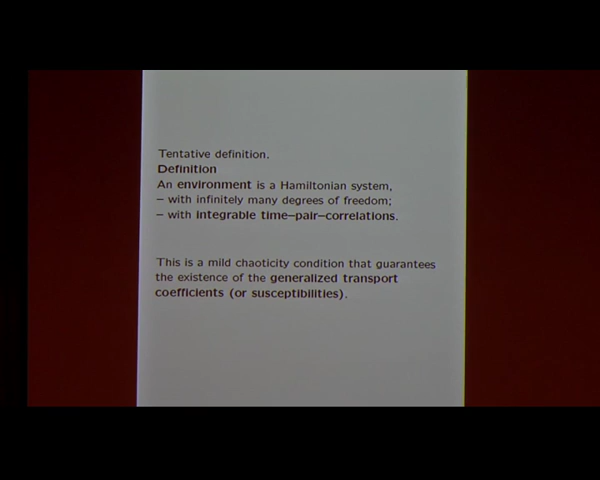 Tentative definition.
Definition
An environment is a Hamiltonian system,
– with infinitely many degrees of freedom;
– with integrable time–pair–correlations.
This is a mild chaoticity condition that guarantees
the existence of the generalized transport
coefficients (or susceptibilities).